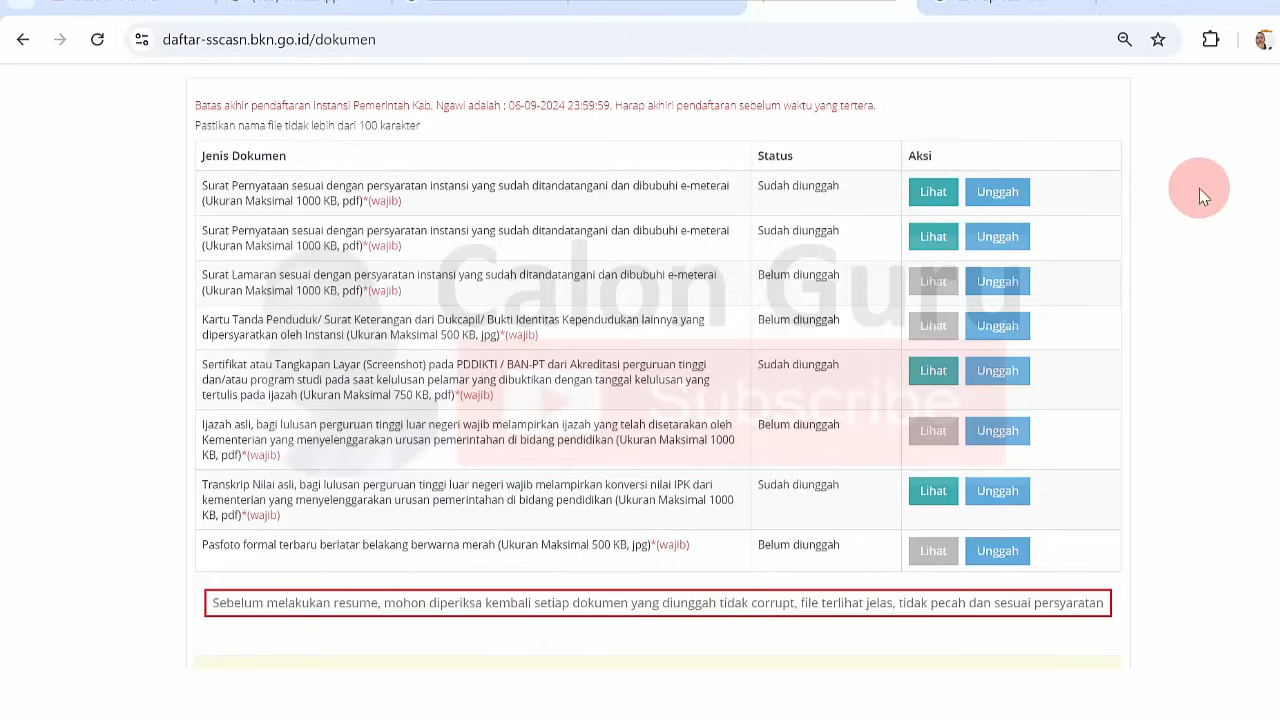 daftar-sscasn.bkn.go.id/dokumen
Batas akhir pendaftaran Instansi Pemerintah Kab. Ngawi adalah : 06-09-2024 23:59:59. Harap akhiri pendaftaran sebelum waktu yang tertera.
Pastikan nama file tidak lebih dari 100 karakter
Jenis Dokumen Status Aksi
Surat Pernyataan sesuai dengan persyaratan instansi yang sudah ditandatangani dan dibubuhi e-meterai Sudah diunggah Lihat Unggah
(Ukuran Maksimal 1000 KB, pdf)*(wajib)
Surat Pernyataan sesuai dengan persyaratan instansi yang sudah ditandatangani dan dibubuhi e-meterai Sudah diunggah Lihat Unggah
(Ukuran Maksimal 1000 KB, pdf)*(wajib)
Surat Lamaran sesuai dengan persyaratan instansi yang sudah ditandatangani dan dibubuhi e-meterai Belum diunggah Lihat Unggah
(Ukuran Maksimal 1000 KB, pdf)*(wajib)
Kartu Tanda Penduduk/ Surat Keterangan dari Dukcapil/ Bukti Identitas Kependudukan lainnya yang Belum diunggah Lihat Unggah
dipersyaratkan oleh Instansi (Ukuran Maksimal 500 KB, jpg)*(wajib)
Sertifikat atau Tangkapan Layar (Screenshot) pada PDDIKTI / BAN-PT dari Akreditasi perguruan tinggi Sudah diunggah Lihat Unggah
dan/atau program studi pada saat kelulusan pelamar yang dibuktikan dengan tanggal kelulusan yang
tertulis pada ijazah (Ukuran Maksimal 750 KB, pdf)*(wajib)
Ijazah asli, bagi lulusan perguruan tinggi luar negeri wajib melampirkan ijazah yang telah disetarakan oleh Belum diunggah Lihat Unggah
Kementerian yang menyelenggarakan urusan pemerintahan di bidang pendidikan (Ukuran Maksimal 1000
KB, pdf)*(wajib)
Transkrip Nilai asli, bagi lulusan perguruan tinggi luar negeri wajib melampirkan konversi nilai IPK dari Sudah diunggah Lihat Unggah
kementerian yang menyelenggarakan urusan pemerintahan di bidang pendidikan (Ukuran Maksimal 1000
KB, pdf)*(wajib)
Pasfoto formal terbaru berlatar belakang berwarna merah (Ukuran Maksimal 500 KB, jpg)*(wajib) Belum diunggah Lihat Unggah
Sebelum melakukan resume, mohon diperiksa kembali setiap dokumen yang diunggah tidak corrupt, file terlihat jelas, tidak pecah dan sesuai persyaratan
Calon Guru
Subscribe